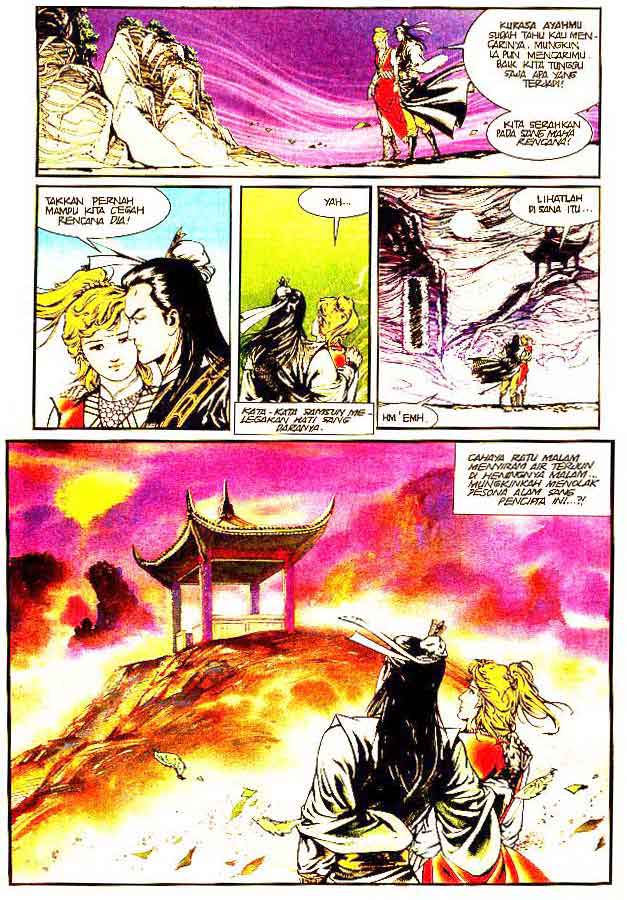 KURASA AYAHMU
SUDAH TAHU KAU MEN-
CARINYA. MUNGKIN
IA PUN MENCARIMU.
BAIK KITA TUNGGU
SAJA APA YANG
TERJADI!
KITA SERAHKAN
PADA SANG MAHA
RENCANA!
TAKKAN PERNAH
MAMPU KITA CEGAH
RENCANA DIA!
YAH...
KATA-KATA SAMSUN ME-
LEGAKAN HATI SANG
DARANYA.
LIHATLAH
DI SANA ITU...
HM'EMH.
CAHAYA RATU MALAM
MENYIRAM AIR TERJUN
DI HENINGNYA MALAM...
MUNGKINKAH MENOLAK
PESONA ALAM SANG
PENCIPTA INI...?!